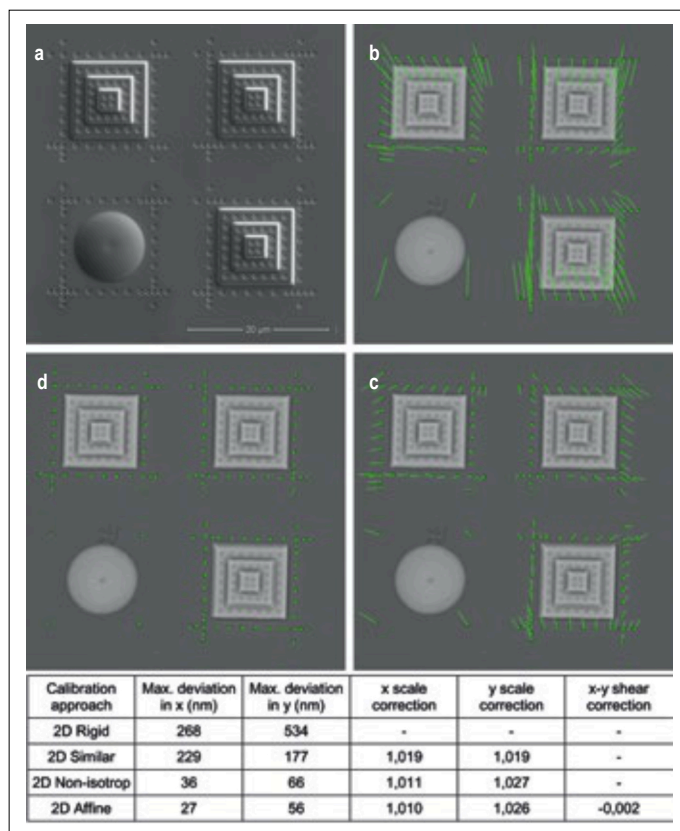 a
b
20 µm
d
c
Calibration approach | Max. deviation in x (nm) | Max. deviation in y (nm) | x scale correction | y scale correction | x-y shear correction
2D Rigid | 268 | 534 | - | - | -
2D Similar | 229 | 177 | 1,019 | 1,019 | -
2D Non-isotrop | 36 | 66 | 1,011 | 1,027 | -
2D Affine | 27 | 56 | 1,010 | 1,026 | -0,002